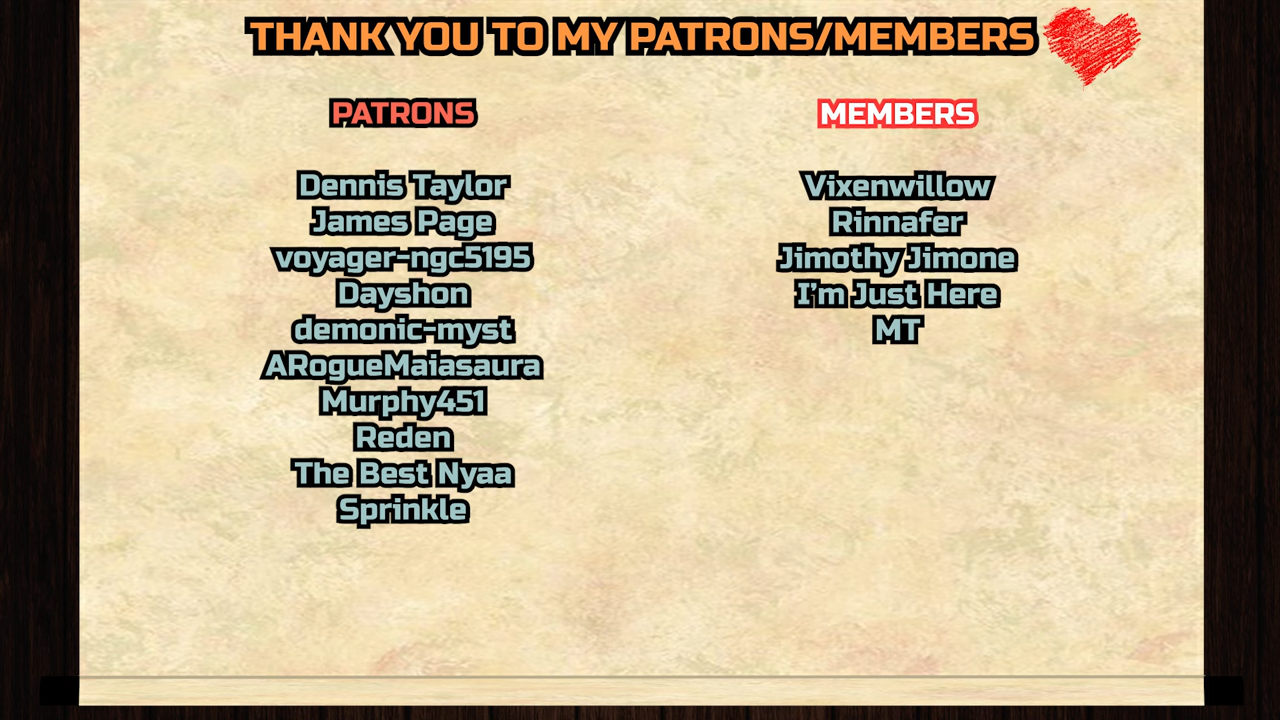 THANK YOU TO MY PATRONS/MEMBERS
PATRONS
Dennis Taylor
James Page
voyager-ngc5195
Dayshon
demonic-myst
ARogueMaiasaura
Murphy451
Reden
The Best Nyaa
Sprinkle
MEMBERS
Vixenwillow
Rinnafer
Jimothy Jimone
I'm Just Here
MT